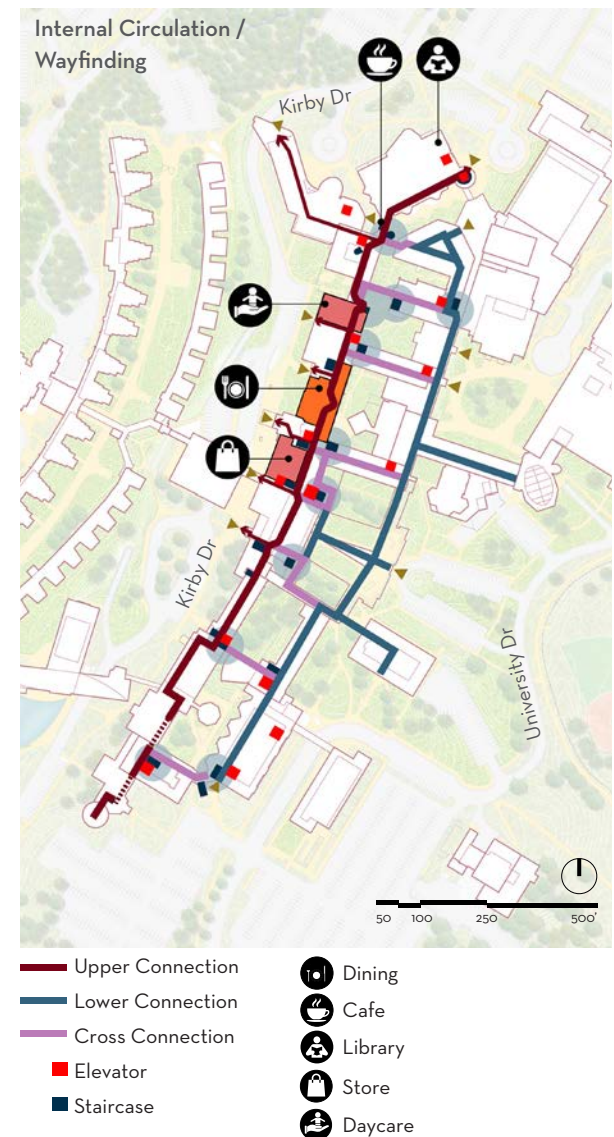 Internal Circulation /
Wayfinding
Kirby Dr
Kirby Dr
University Dr
50 100 250 500'
Upper Connection
Lower Connection
Cross Connection
Elevator
Staircase
Dining
Cafe
Library
Store
Daycare